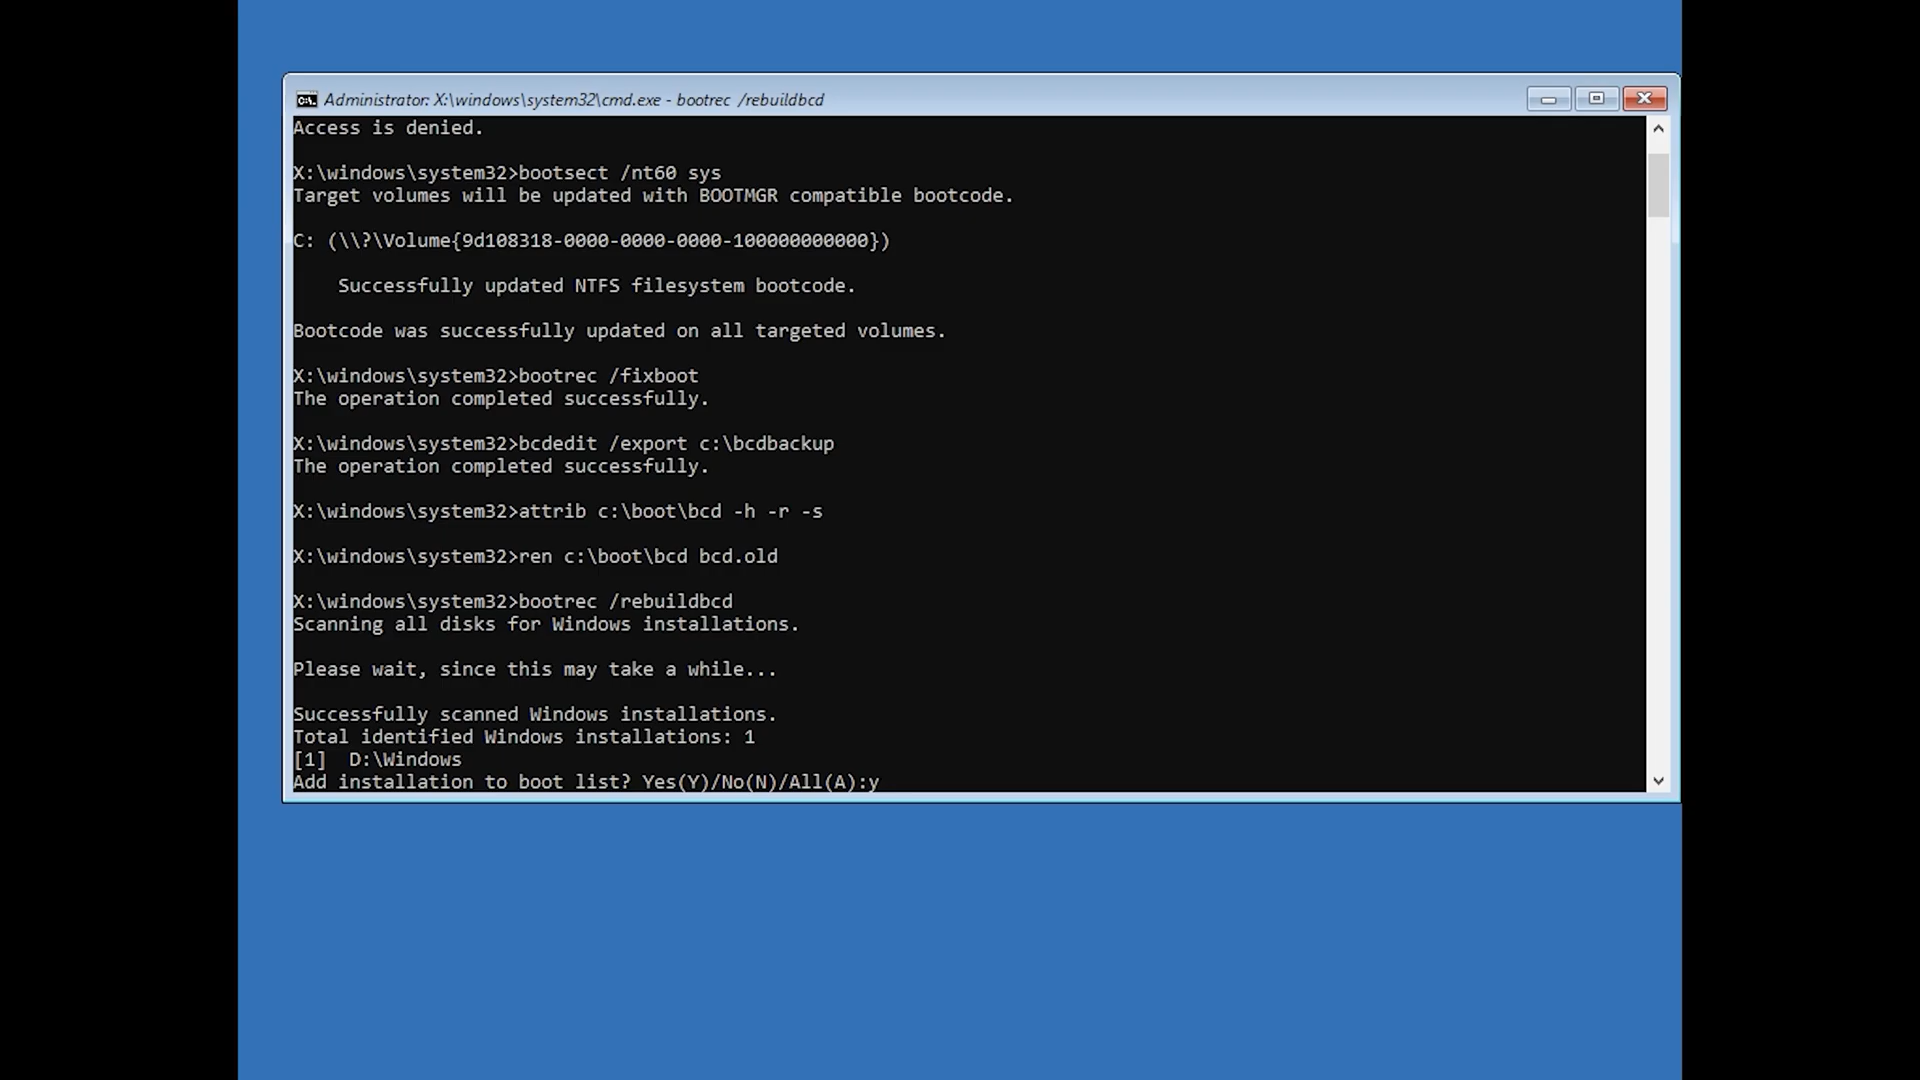 Administrator: X:\windows\system32\cmd.exe - bootrec /rebuildbcd
Access is denied.
X:\windows\system32>bootsect /nt60 sys
Target volumes will be updated with BOOTMGR compatible bootcode.
C: (\\?\Volume{9d108318-0000-0000-0000-100000000000})
Successfully updated NTFS filesystem bootcode.
Bootcode was successfully updated on all targeted volumes.
X:\windows\system32>bootrec /fixboot
The operation completed successfully.
X:\windows\system32>bcdedit /export c:\bcdbackup
The operation completed successfully.
X:\windows\system32>attrib c:\boot\bcd -h -r -s
X:\windows\system32>ren c:\boot\bcd bcd.old
X:\windows\system32>bootrec /rebuildbcd
Scanning all disks for Windows installations.
Please wait, since this may take a while...
Successfully scanned Windows installations.
Total identified Windows installations: 1
[1]  D:\Windows
Add installation to boot list? Yes(Y)/No(N)/All(A):y